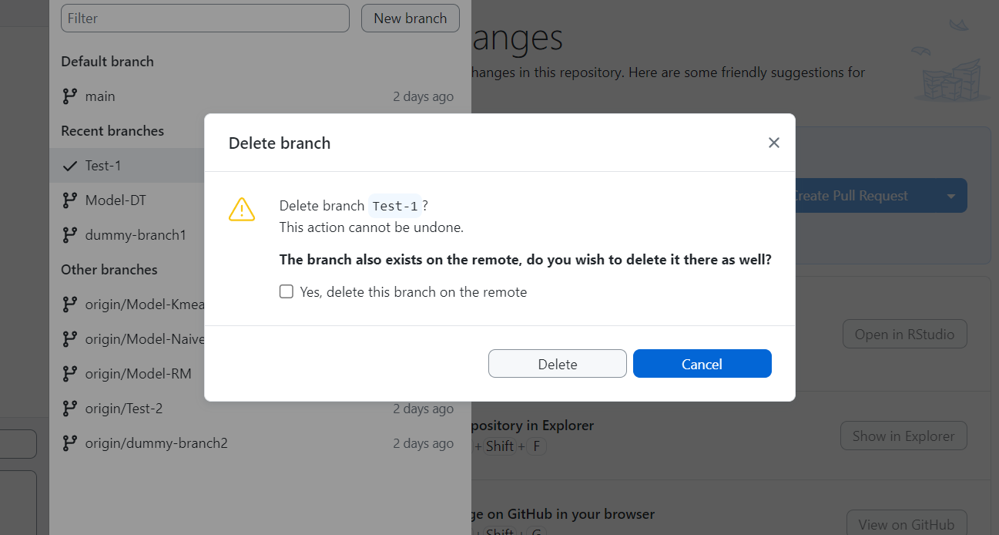 Filter
New branch
Default branch
main
2 days ago
Recent branches
Test-1
Model-DT
dummy-branch1
Other branches
origin/Model-Kmea
origin/Model-Naive
origin/Model-RM
origin/Test-2
2 days ago
origin/dummy-branch2
2 days ago
anges
hanges in this repository. Here are some friendly suggestions for
Delete branch
Delete branch Test-1?
This action cannot be undone.
The branch also exists on the remote, do you wish to delete it there as well?
Yes, delete this branch on the remote
Delete
Cancel
Create Pull Request
Open in RStudio
pository in Explorer
+ Shift + F
Show in Explorer
ge on GitHub in your browser
+ Shift + G
View on GitHub